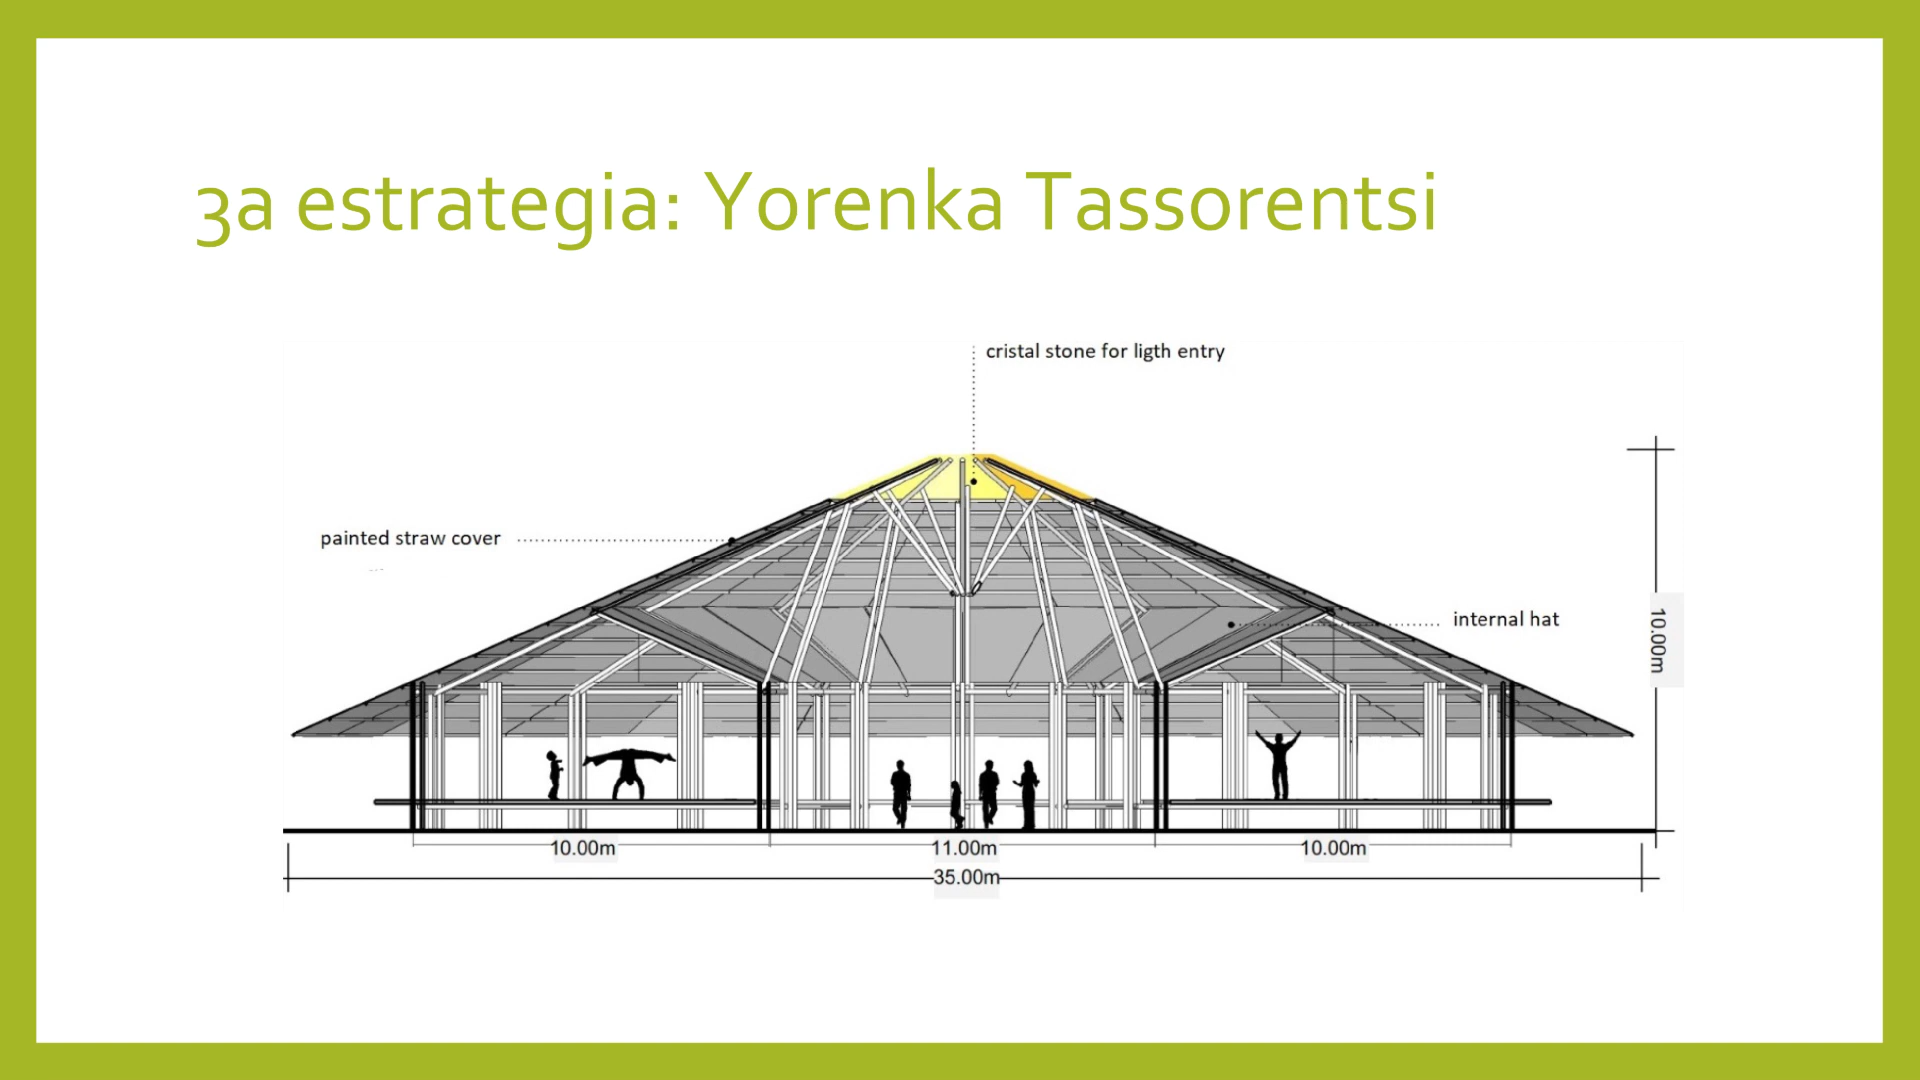 3a estrategia: Yorenka Tassorentsi
cristal stone for ligth entry
painted straw cover
internal hat
10.00m
10.00m
11.00m
10.00m
35.00m